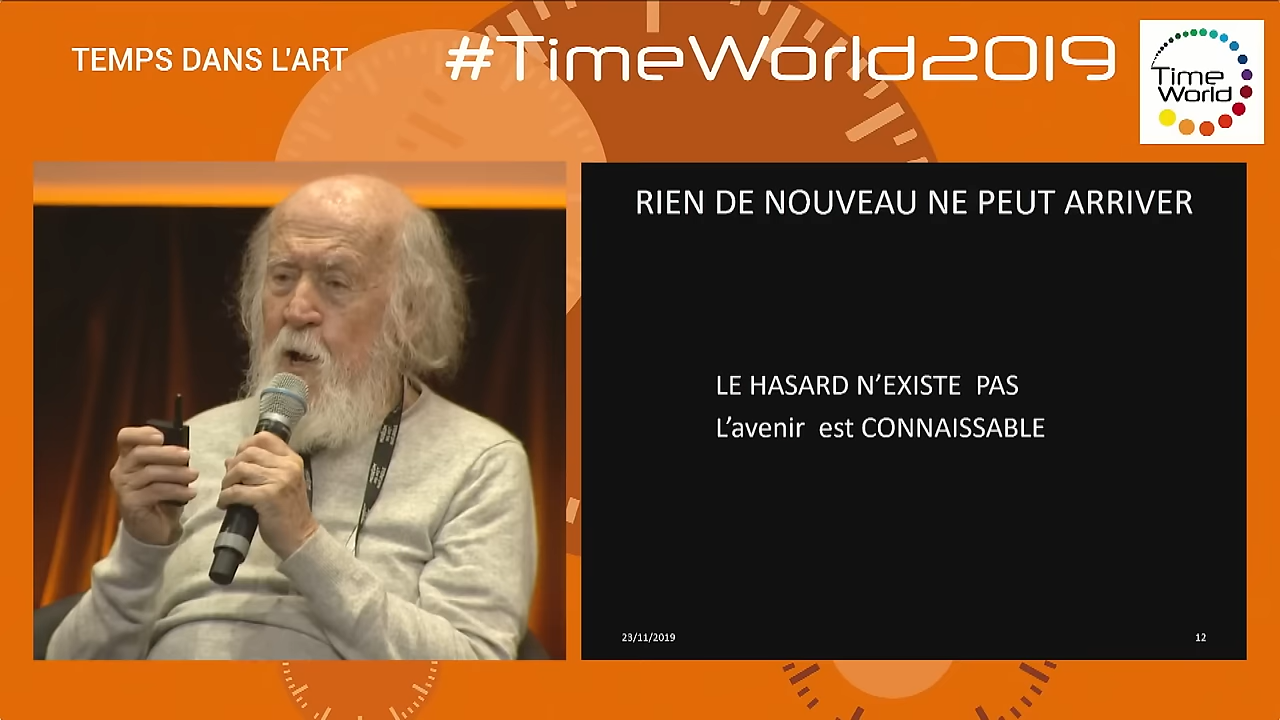 TEMPS DANS L'ART
#TimeWorld2019
Time
World
RIEN DE NOUVEAU NE PEUT ARRIVER
LE HASARD N’EXISTE  PAS
L’avenir  est CONNAISSABLE
23/11/2019
12